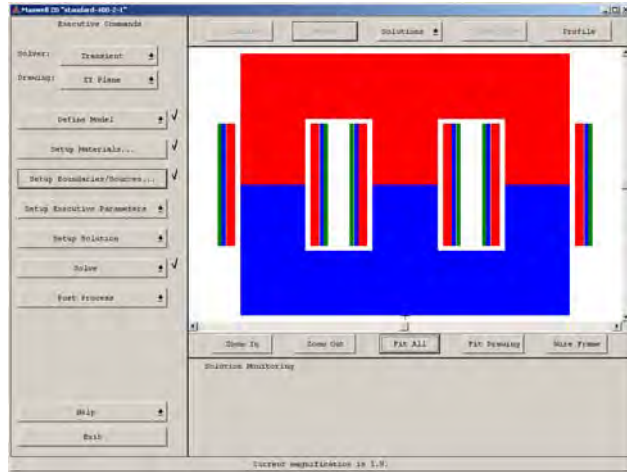 Maxwell 2D "standard-400-2-1"
Executive Commands
Solver: Transient
Drawing: XY Plane
Define Model
Setup Materials...
Setup Boundaries/Sources...
Setup Executive Parameters
Setup Solution
Solve
Post Process
Help
Exit
Solutions
Profile
Zoom In
Zoom Out
Fit All
Fit Drawing
Wire Frame
Solution Monitoring
Current magnification is 1.0.